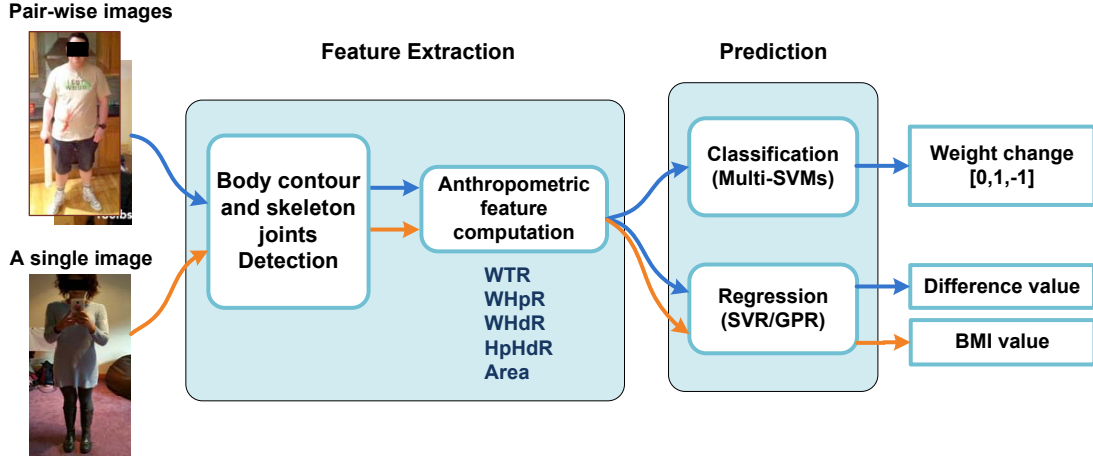 Pair-wise images
Feature Extraction
Prediction
Body contour
and skeleton
joints
Detection
Anthropometric
feature
computation
WTR
WHpR
WHdR
HpHdR
Area
Classification
(Multi-SVMs)
Weight change
[0,1,-1]
A single image
Regression
(SVR/GPR)
Difference value
BMI value